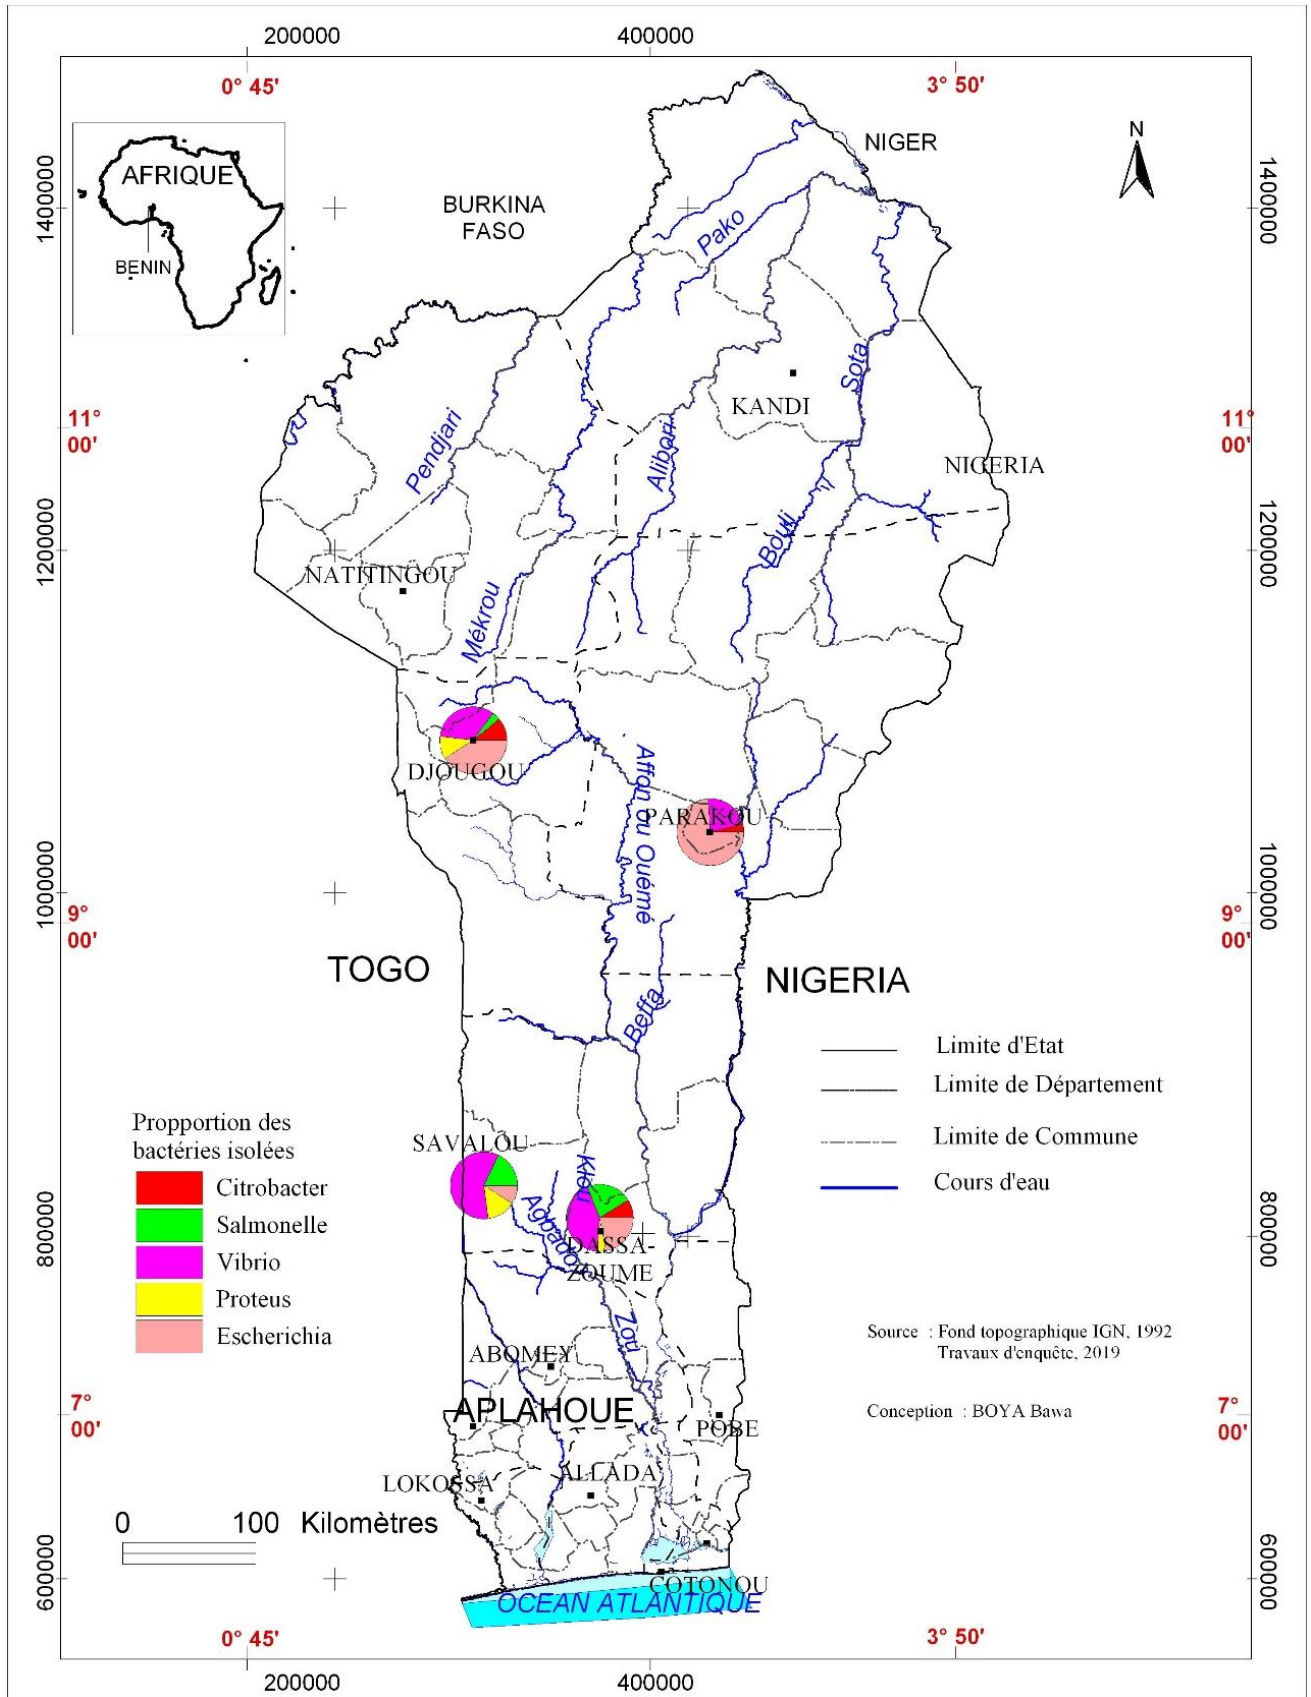 200000
400000
0° 45'
3° 50'
N
NIGER
AFRIQUE
BENIN
BURKINA
FASO
1400000
1400000
Pako
Sota
KANDI
11°
00'
11°
00'
Pendjari
Alibori
NIGERIA
1200000
1200000
Bouli
NATITINGOU
Mékrou
DJOUGOU
Affan ou Ouémé
PARAKOU
1000000
1000000
9°
00'
9°
00'
TOGO
NIGERIA
Beffa
Limite d'Etat
Limite de Département
Limite de Commune
Cours d'eau
Propportion des
bactéries isolées
Citrobacter
Salmonelle
Vibrio
Proteus
Escherichia
SAVALOU
Klou
Agbado
DASSA-
ZOUME
800000
800000
Zou
Source : Fond topographique IGN, 1992
Travaux d'enquête, 2019
Conception : BOYA Bawa
ABOMEY
7°
00'
7°
00'
APLAHOUE
POBE
LOKOSSA
ALLADA
0 100 Kilomètres
600000
600000
COTONOU
OCEAN ATLANTIQUE
0° 45'
3° 50'
200000
400000